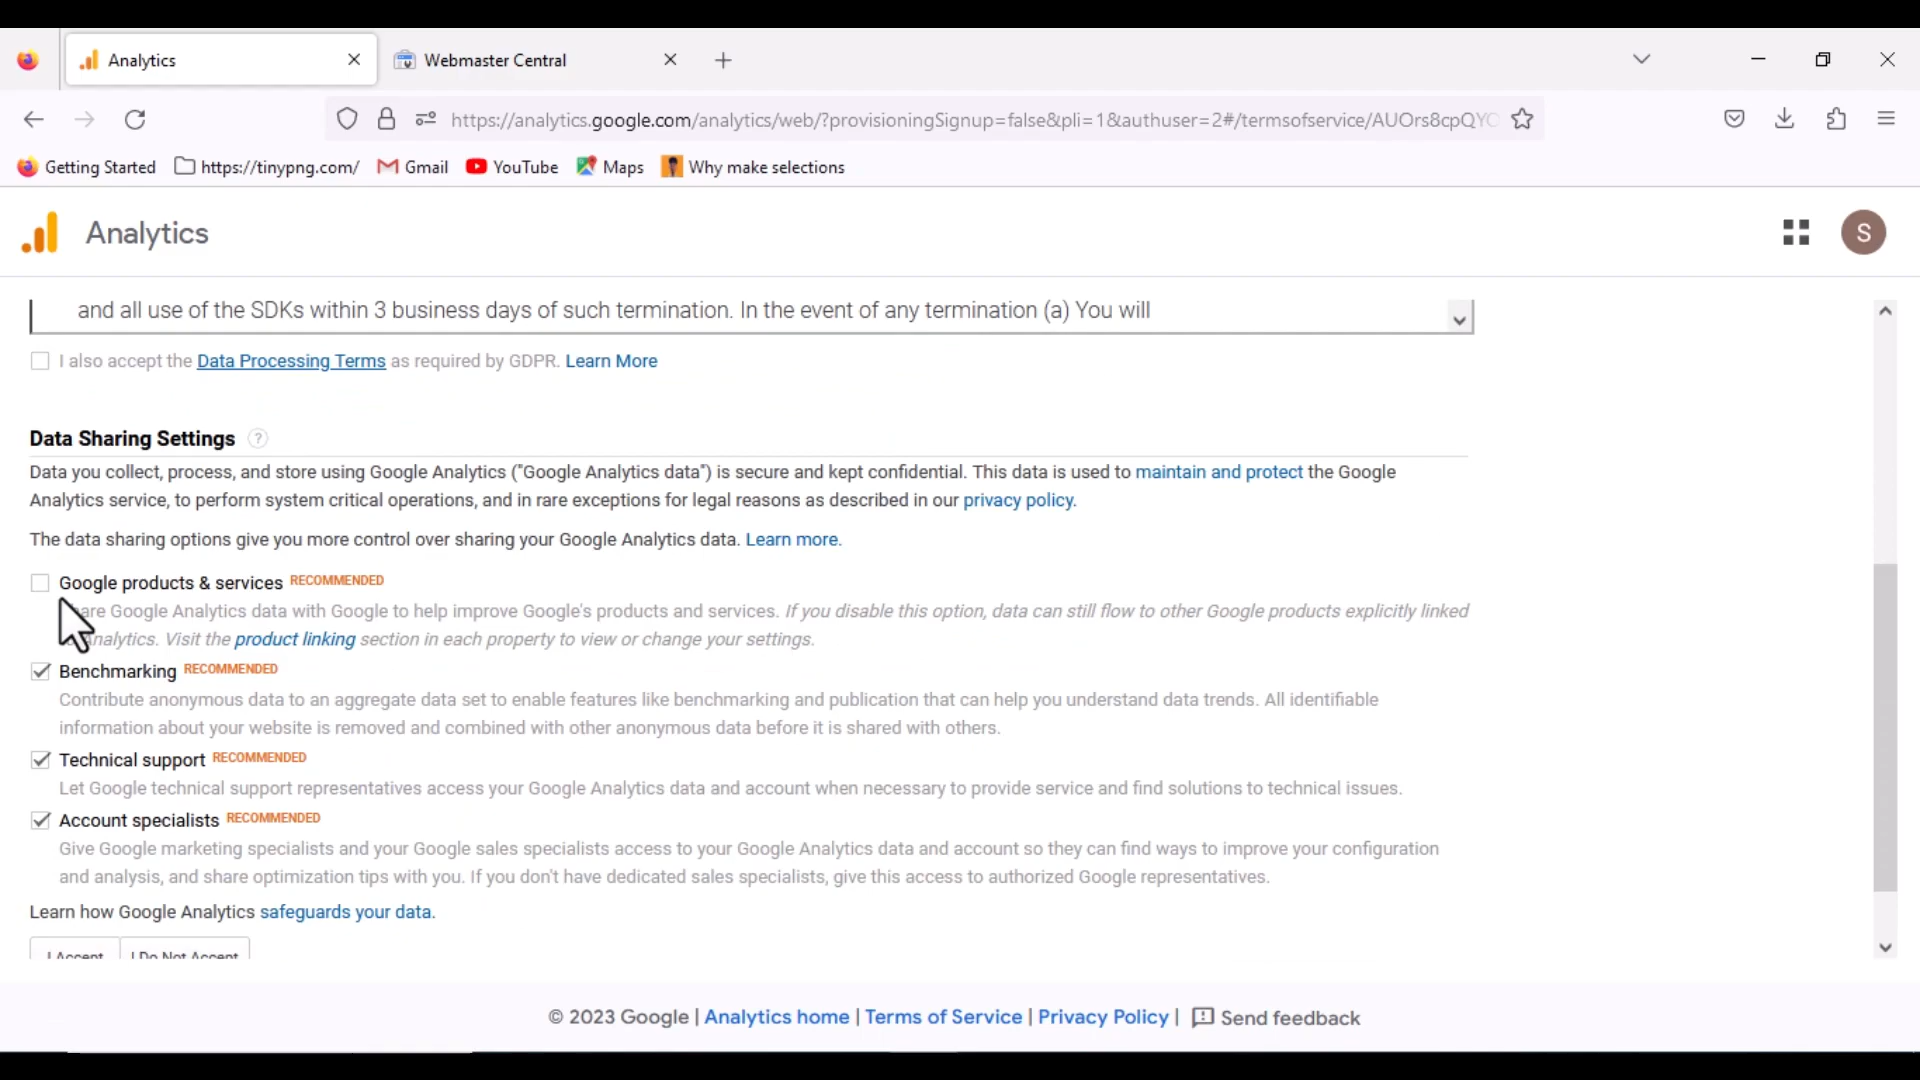 Analytics
Webmaster Central
https://analytics.google.com/analytics/web/?provisioningSignup=false&pli=1&authuser=2#/termsofservice/AUOrs8cpQYO
Getting Started
https://tinypng.com/
Gmail
YouTube
Maps
Why make selections
Analytics
S
and all use of the SDKs within 3 business days of such termination. In the event of any termination (a) You will
I also accept the Data Processing Terms as required by GDPR. Learn More
Data Sharing Settings ?
Data you collect, process, and store using Google Analytics ("Google Analytics data") is secure and kept confidential. This data is used to maintain and protect the Google
Analytics service, to perform system critical operations, and in rare exceptions for legal reasons as described in our privacy policy.
The data sharing options give you more control over sharing your Google Analytics data. Learn more.
Google products & services RECOMMENDED
Google Analytics data with Google to help improve Google's products and services. If you disable this option, data can still flow to other Google products explicitly linked
Analytics. Visit the product linking section in each property to view or change your settings.
Benchmarking RECOMMENDED
Contribute anonymous data to an aggregate data set to enable features like benchmarking and publication that can help you understand data trends. All identifiable
information about your website is removed and combined with other anonymous data before it is shared with others.
Technical support RECOMMENDED
Let Google technical support representatives access your Google Analytics data and account when necessary to provide service and find solutions to technical issues.
Account specialists RECOMMENDED
Give Google marketing specialists and your Google sales specialists access to your Google Analytics data and account so they can find ways to improve your configuration
and analysis, and share optimization tips with you. If you don't have dedicated sales specialists, give this access to authorized Google representatives.
Learn how Google Analytics safeguards your data.
I Accept
I Do Not Accept
© 2023 Google | Analytics home | Terms of Service | Privacy Policy | Send feedback